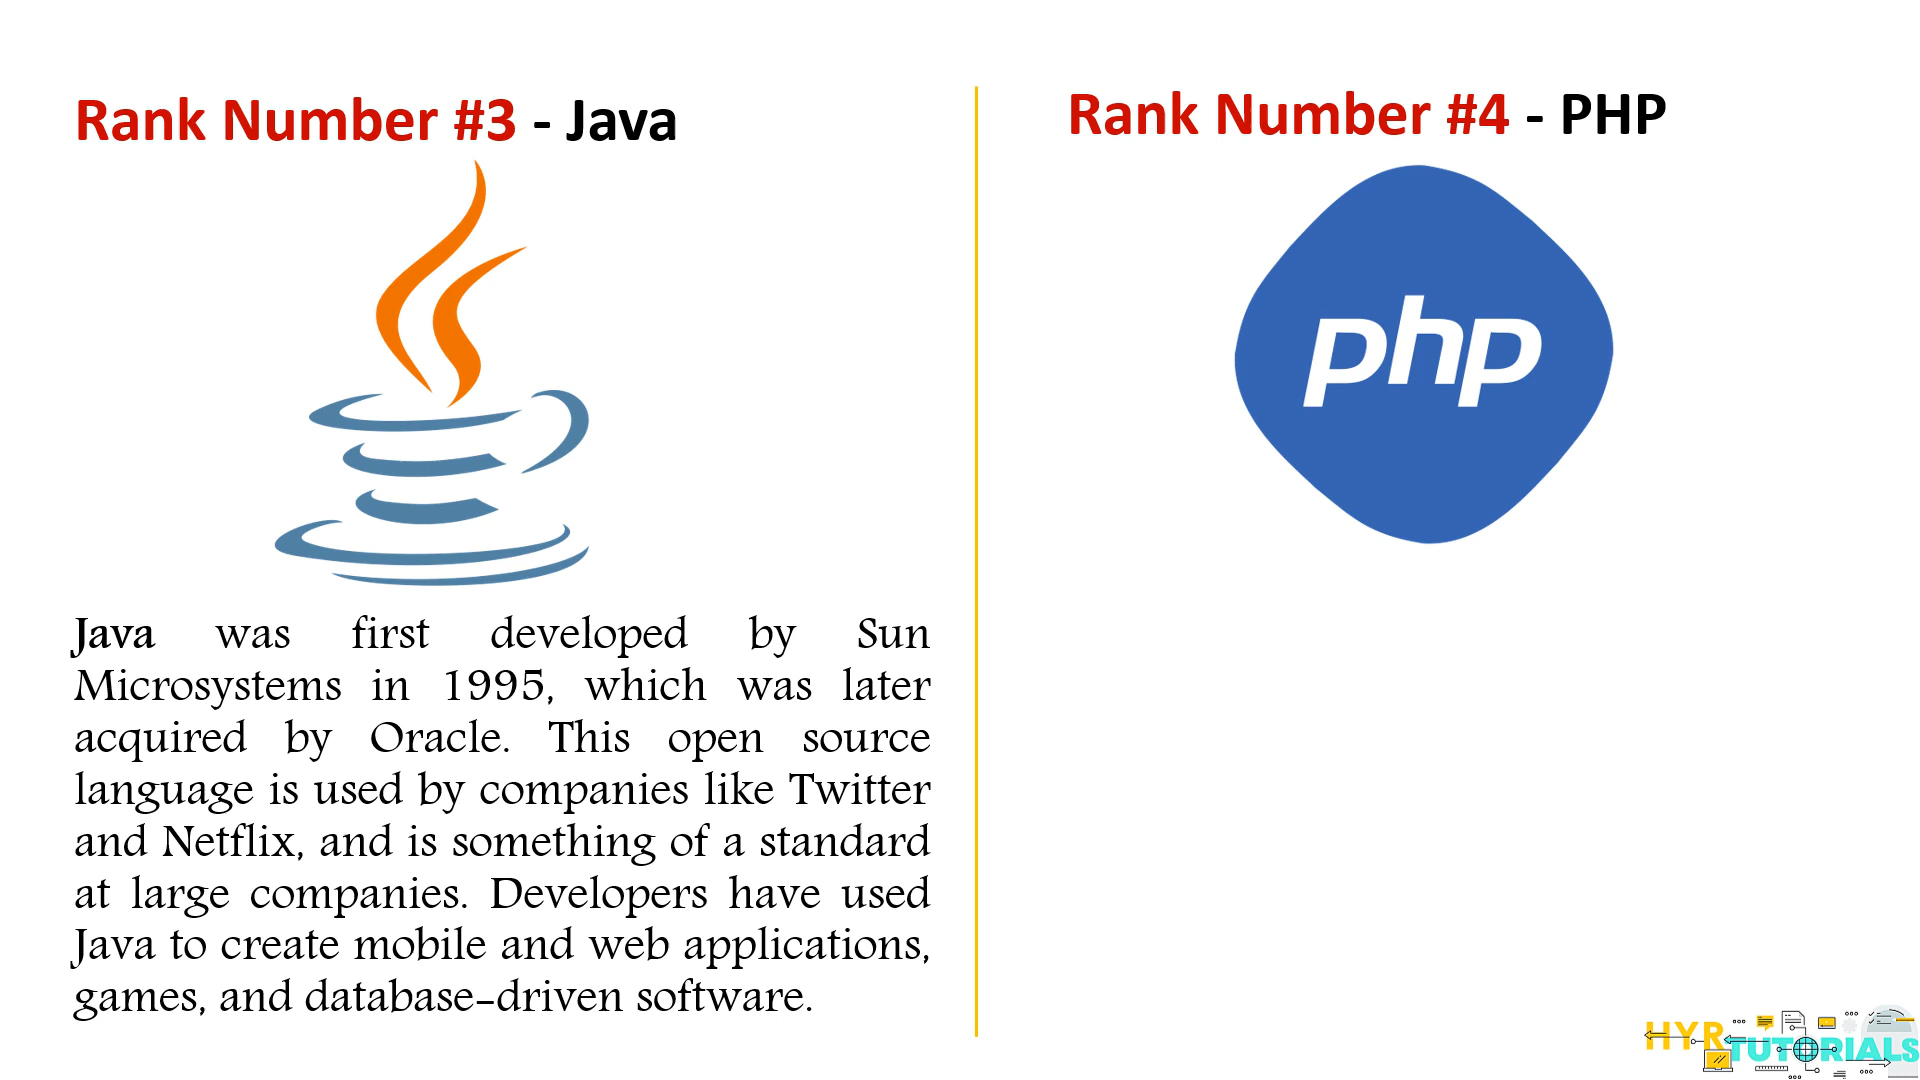 Rank Number #3 - Java
Java was first developed by Sun
Microsystems in 1995, which was later
acquired by Oracle. This open source
language is used by companies like Twitter
and Netflix, and is something of a standard
at large companies. Developers have used
Java to create mobile and web applications,
games, and database-driven software.
Rank Number #4 - PHP
php
HYR
TUTORIALS